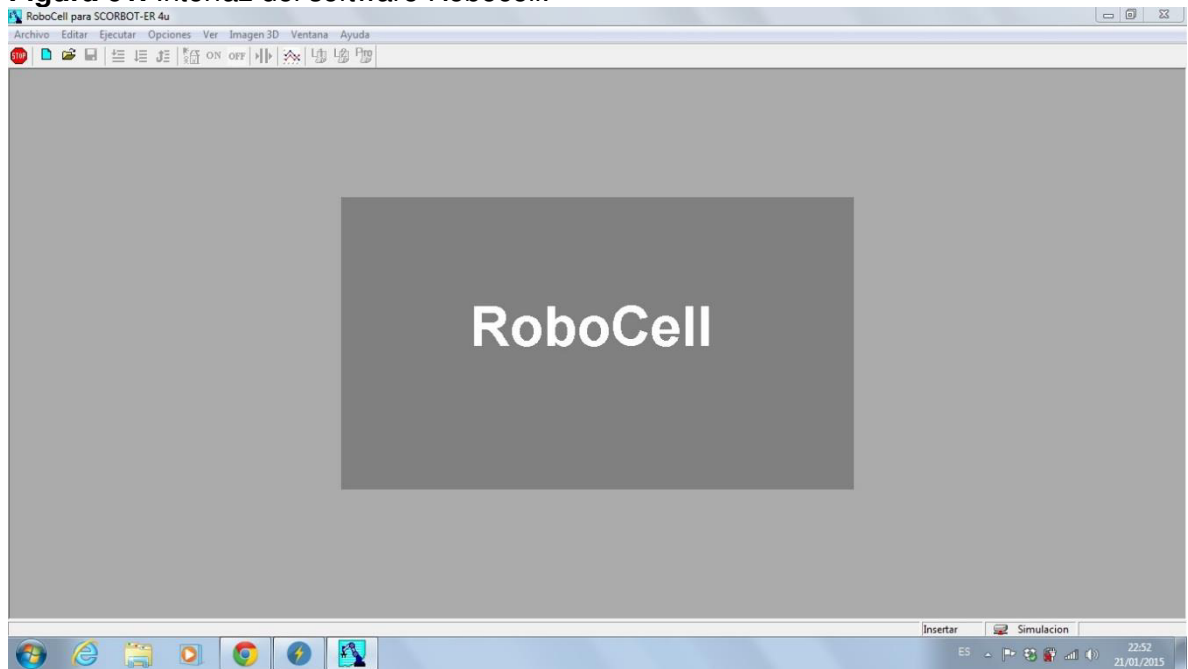 RoboCell para SCORBOT-ER 4u
Archivo Editar Ejecutar Opciones Ver Imagen 3D Ventana Ayuda
STOP ON OFF
RoboCell
Insertar Simulacion
ES 22:52
21/01/2015